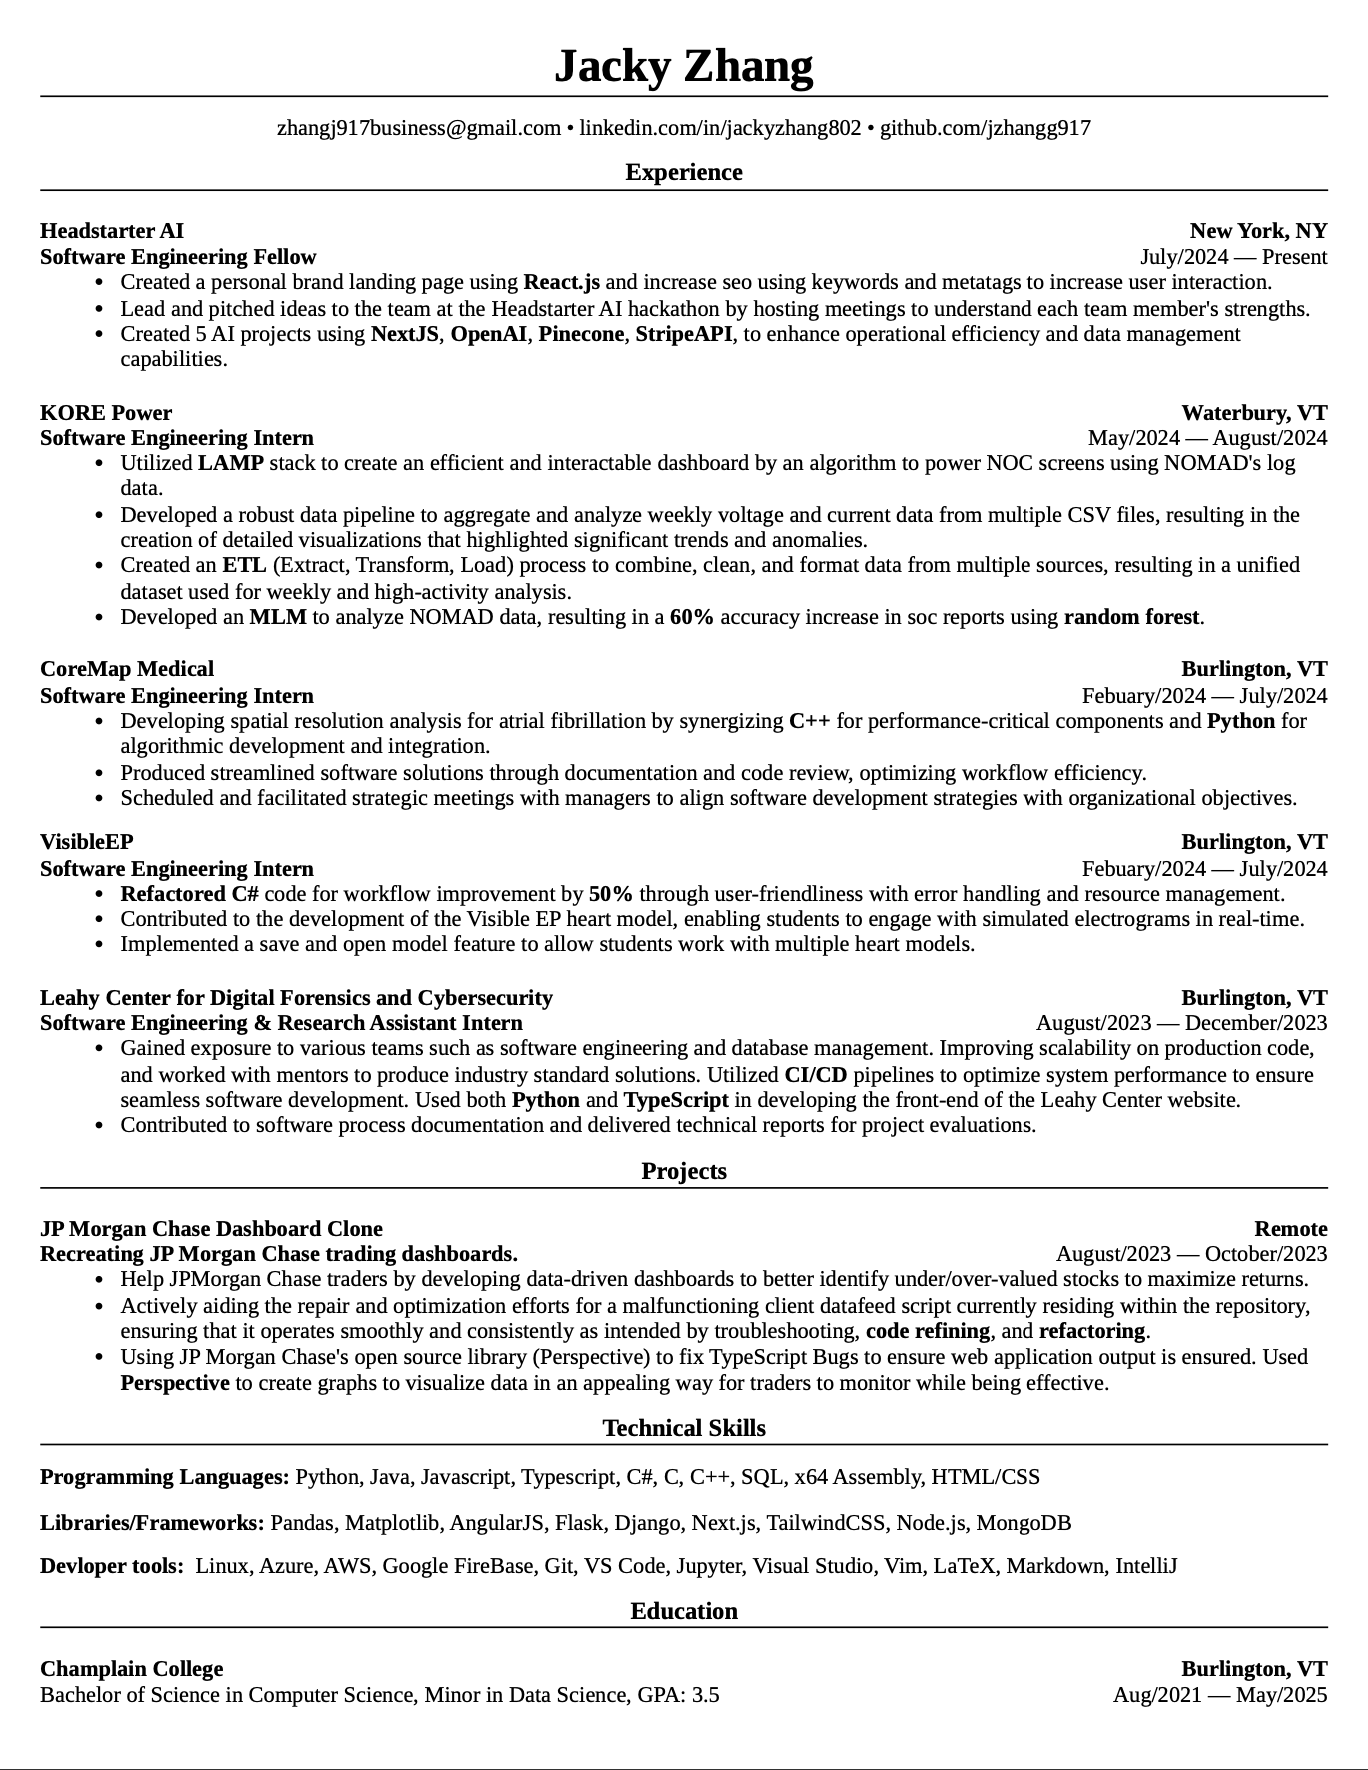 Jacky Zhang
zhangj917business@gmail.com • linkedin.com/in/jackyzhang802 • github.com/jzhangg917
Experience
Headstarter AI New York, NY
Software Engineering Fellow July/2024 — Present
• Created a personal brand landing page using React.js and increase seo using keywords and metatags to increase user interaction.
• Lead and pitched ideas to the team at the Headstarter AI hackathon by hosting meetings to understand each team member's strengths.
• Created 5 AI projects using NextJS, OpenAI, Pinecone, StripeAPI, to enhance operational efficiency and data management
capabilities.
KORE Power Waterbury, VT
Software Engineering Intern May/2024 — August/2024
• Utilized LAMP stack to create an efficient and interactable dashboard by an algorithm to power NOC screens using NOMAD's log
data.
• Developed a robust data pipeline to aggregate and analyze weekly voltage and current data from multiple CSV files, resulting in the
creation of detailed visualizations that highlighted significant trends and anomalies.
• Created an ETL (Extract, Transform, Load) process to combine, clean, and format data from multiple sources, resulting in a unified
dataset used for weekly and high-activity analysis.
• Developed an MLM to analyze NOMAD data, resulting in a 60% accuracy increase in soc reports using random forest.
CoreMap Medical Burlington, VT
Software Engineering Intern Febuary/2024 — July/2024
• Developing spatial resolution analysis for atrial fibrillation by synergizing C++ for performance-critical components and Python for
algorithmic development and integration.
• Produced streamlined software solutions through documentation and code review, optimizing workflow efficiency.
• Scheduled and facilitated strategic meetings with managers to align software development strategies with organizational objectives.
VisibleEP Burlington, VT
Software Engineering Intern Febuary/2024 — July/2024
• Refactored C# code for workflow improvement by 50% through user-friendliness with error handling and resource management.
• Contributed to the development of the Visible EP heart model, enabling students to engage with simulated electrograms in real-time.
• Implemented a save and open model feature to allow students work with multiple heart models.
Leahy Center for Digital Forensics and Cybersecurity Burlington, VT
Software Engineering & Research Assistant Intern August/2023 — December/2023
• Gained exposure to various teams such as software engineering and database management. Improving scalability on production code,
and worked with mentors to produce industry standard solutions. Utilized CI/CD pipelines to optimize system performance to ensure
seamless software development. Used both Python and TypeScript in developing the front-end of the Leahy Center website.
• Contributed to software process documentation and delivered technical reports for project evaluations.
Projects
JP Morgan Chase Dashboard Clone Remote
Recreating JP Morgan Chase trading dashboards. August/2023 — October/2023
• Help JPMorgan Chase traders by developing data-driven dashboards to better identify under/over-valued stocks to maximize returns.
• Actively aiding the repair and optimization efforts for a malfunctioning client datafeed script currently residing within the repository,
ensuring that it operates smoothly and consistently as intended by troubleshooting, code refining, and refactoring.
• Using JP Morgan Chase's open source library (Perspective) to fix TypeScript Bugs to ensure web application output is ensured. Used
Perspective to create graphs to visualize data in an appealing way for traders to monitor while being effective.
Technical Skills
Programming Languages: Python, Java, Javascript, Typescript, C#, C, C++, SQL, x64 Assembly, HTML/CSS
Libraries/Frameworks: Pandas, Matplotlib, AngularJS, Flask, Django, Next.js, TailwindCSS, Node.js, MongoDB
Devloper tools: Linux, Azure, AWS, Google FireBase, Git, VS Code, Jupyter, Visual Studio, Vim, LaTeX, Markdown, IntelliJ
Education
Champlain College Burlington, VT
Bachelor of Science in Computer Science, Minor in Data Science, GPA: 3.5 Aug/2021 — May/2025